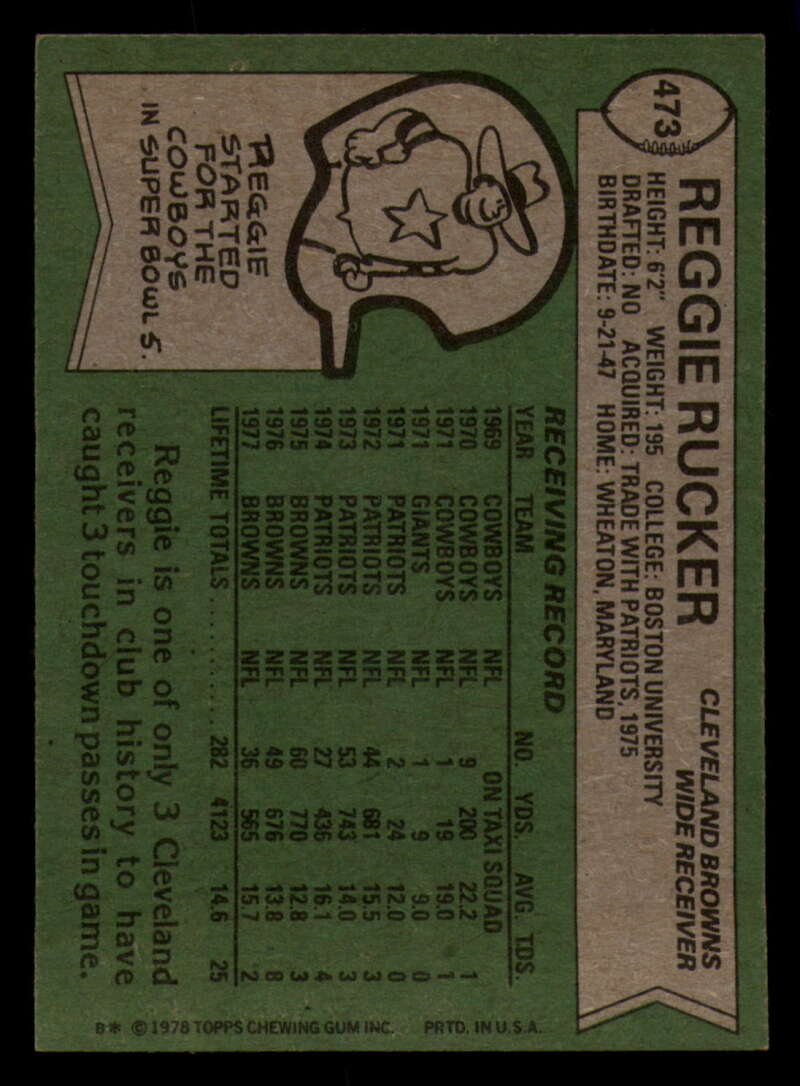 473
REGGIE RUCKER
CLEVELAND BROWNS
WIDE RECEIVER
HEIGHT: 6'2" WEIGHT: 195 COLLEGE: BOSTON UNIVERSITY
DRAFTED: NO ACQUIRED: TRADE WITH PATRIOTS, 1975
BIRTHDATE: 9-21-47 HOME: WHEATON, MARYLAND
REGGIE
STARTED
FOR THE
COWBOYS
IN SUPER BOWL 5.
RECEIVING RECORD
YEAR TEAM NO. YDS. AVG. TDS.
1969 COWBOYS NFL ON TAXI SQUAD
1970 COWBOYS NFL 9 200 22.2 1
1971 COWBOYS NFL 1 19 19.0 1
1971 GIANTS NFL 1 9 9.0 0
1971 PATRIOTS NFL 2 24 12.0 0
1972 PATRIOTS NFL 44 681 15.5 3
1973 PATRIOTS NFL 53 743 14.0 3
1974 PATRIOTS NFL 27 436 16.1 4
1975 BROWNS NFL 60 770 12.8 3
1976 BROWNS NFL 49 676 13.8 8
1977 BROWNS NFL 36 565 15.7 2
LIFETIME TOTALS .......... 282 4123 14.6 25
Reggie is one of only 3 Cleveland
receivers in club history to have
caught 3 touchdown passes in game.
B* © 1978 TOPPS CHEWING GUM INC. PRTD. IN U.S.A.